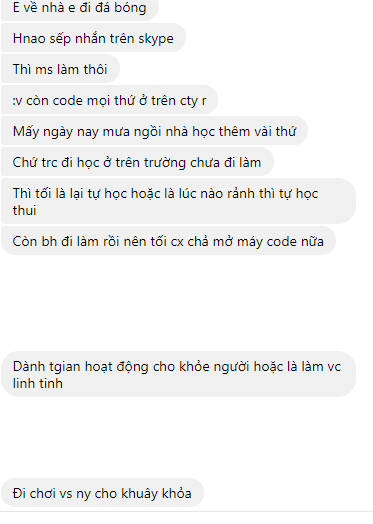 E về nhà e đi đá bóng
Hnao sếp nhắn trên skype
Thì ms làm thôi
:v còn code mọi thứ ở trên cty r
Mấy ngày nay mưa ngồi nhà học thêm vài thứ
Chứ trc đi học ở trên trường chưa đi làm
Thì tối là lại tự học hoặc là lúc nào rảnh thì tự học
thui
Còn bh đi làm rồi nên tối cx chả mở máy code nữa
Dành tgian hoạt động cho khỏe người hoặc là làm vc
linh tinh
Đi chơi vs ny cho khuây khỏa